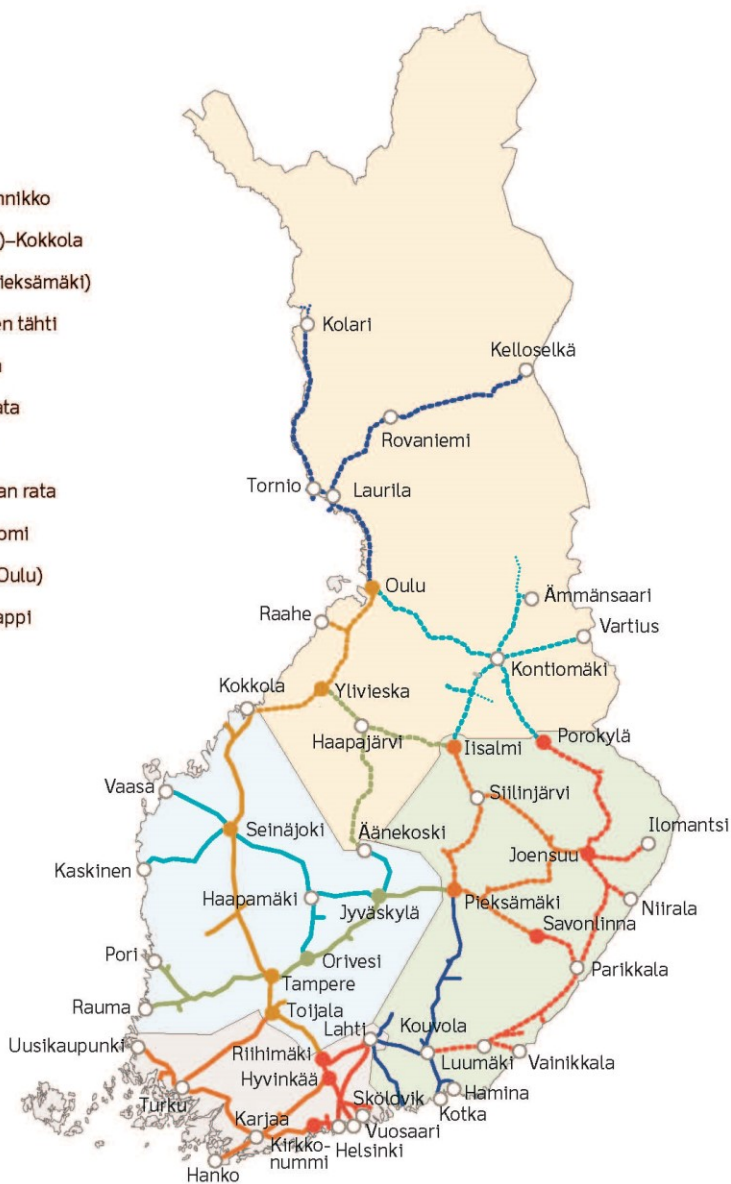 nnikko
)–Kokkola
ieksämäki)
en tähti
a
ata
an rata
omi
Oulu)
appi
Kolari
Kelloselkä
Rovaniemi
Tornio
Laurila
Oulu
Ämmänsaari
Raahe
Vartius
Kontiomäki
Kokkola
Ylivieska
Haapajärvi
Iisalmi
Porokylä
Vaasa
Siilinjärvi
Seinäjoki
Ilomantsi
Äänekoski
Joensuu
Kaskinen
Haapamäki
Jyväskylä
Pieksämäki
Niirala
Savonlinna
Pori
Orivesi
Parikkala
Tampere
Rauma
Toijala
Lahti
Kouvola
Uusikaupunki
Riihimäki
Luumäki
Vainikkala
Hyvinkää
Sköldvik
Hamina
Turku
Kotka
Karjaa
Vuosaari
Kirkko-
nummi
Helsinki
Hanko